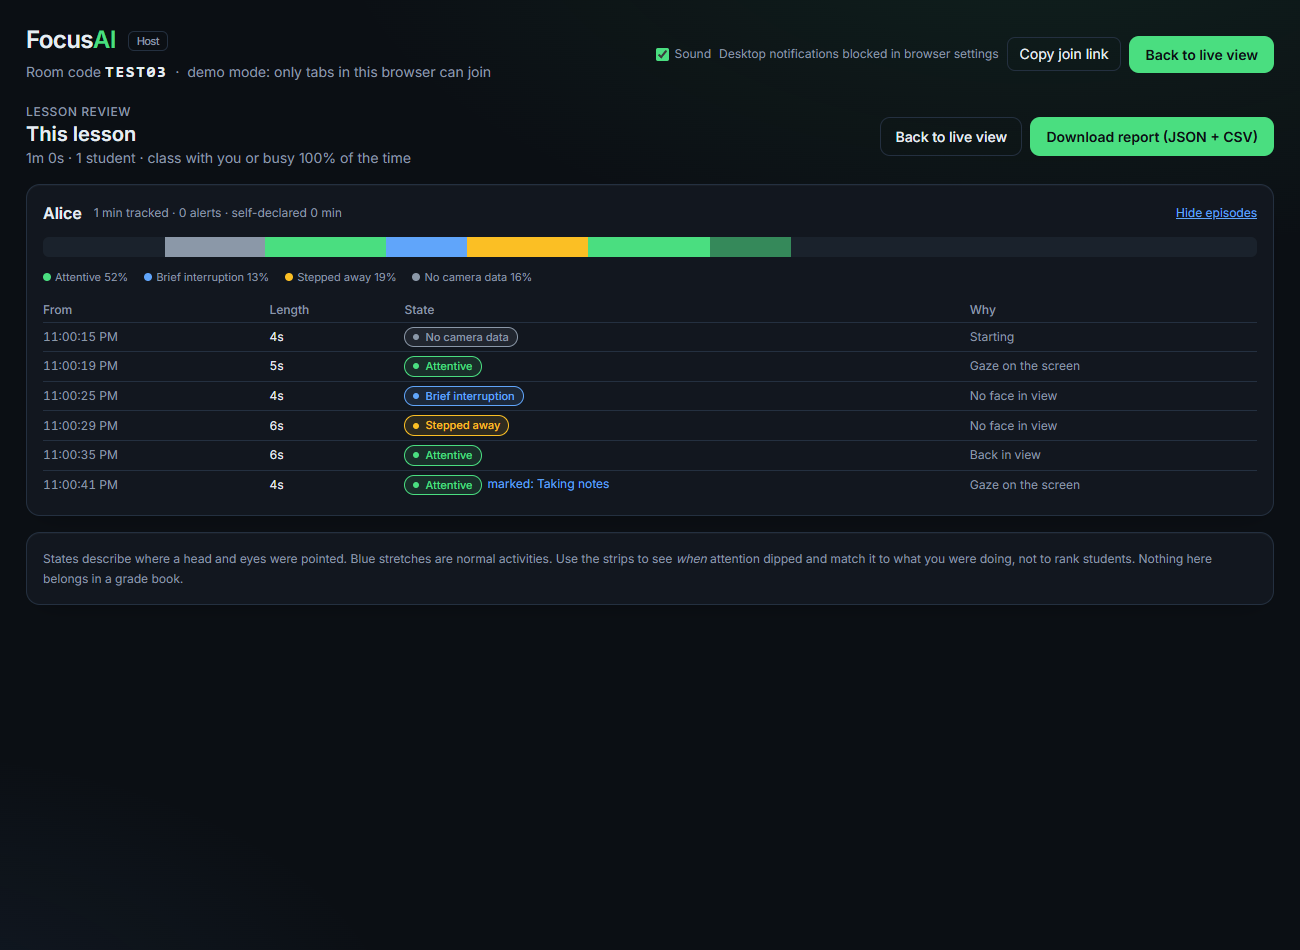 FocusAI Host
Room code TEST03 · demo mode: only tabs in this browser can join
Sound Desktop notifications blocked in browser settings Copy join link Back to live view
LESSON REVIEW
This lesson
1m 0s · 1 student · class with you or busy 100% of the time
Back to live view Download report (JSON + CSV)
Alice 1 min tracked · 0 alerts · self-declared 0 min Hide episodes
Attentive 52% Brief interruption 13% Stepped away 19% No camera data 16%
From Length State Why
11:00:15 PM 4s No camera data Starting
11:00:19 PM 5s Attentive Gaze on the screen
11:00:25 PM 4s Brief interruption No face in view
11:00:29 PM 6s Stepped away No face in view
11:00:35 PM 6s Attentive Back in view
11:00:41 PM 4s Attentive marked: Taking notes Gaze on the screen
States describe where a head and eyes were pointed. Blue stretches are normal activities. Use the strips to see when attention dipped and match it to what you were doing, not to rank students. Nothing here
belongs in a grade book.